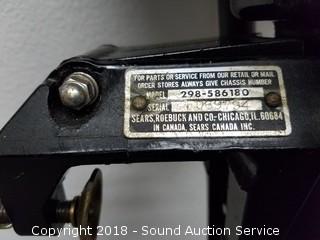 FOR PARTS OR SERVICE FROM OUR RETAIL OR MAIL
ORDER STORES ALWAYS GIVE CHASSIS NUMBER
MODEL 298-586180
SERIAL
SEARS, ROEBUCK AND CO.-CHICAGO, IL. 60684
IN CANADA, SEARS CANADA INC.
Copyright 2018 - Sound Auction Service